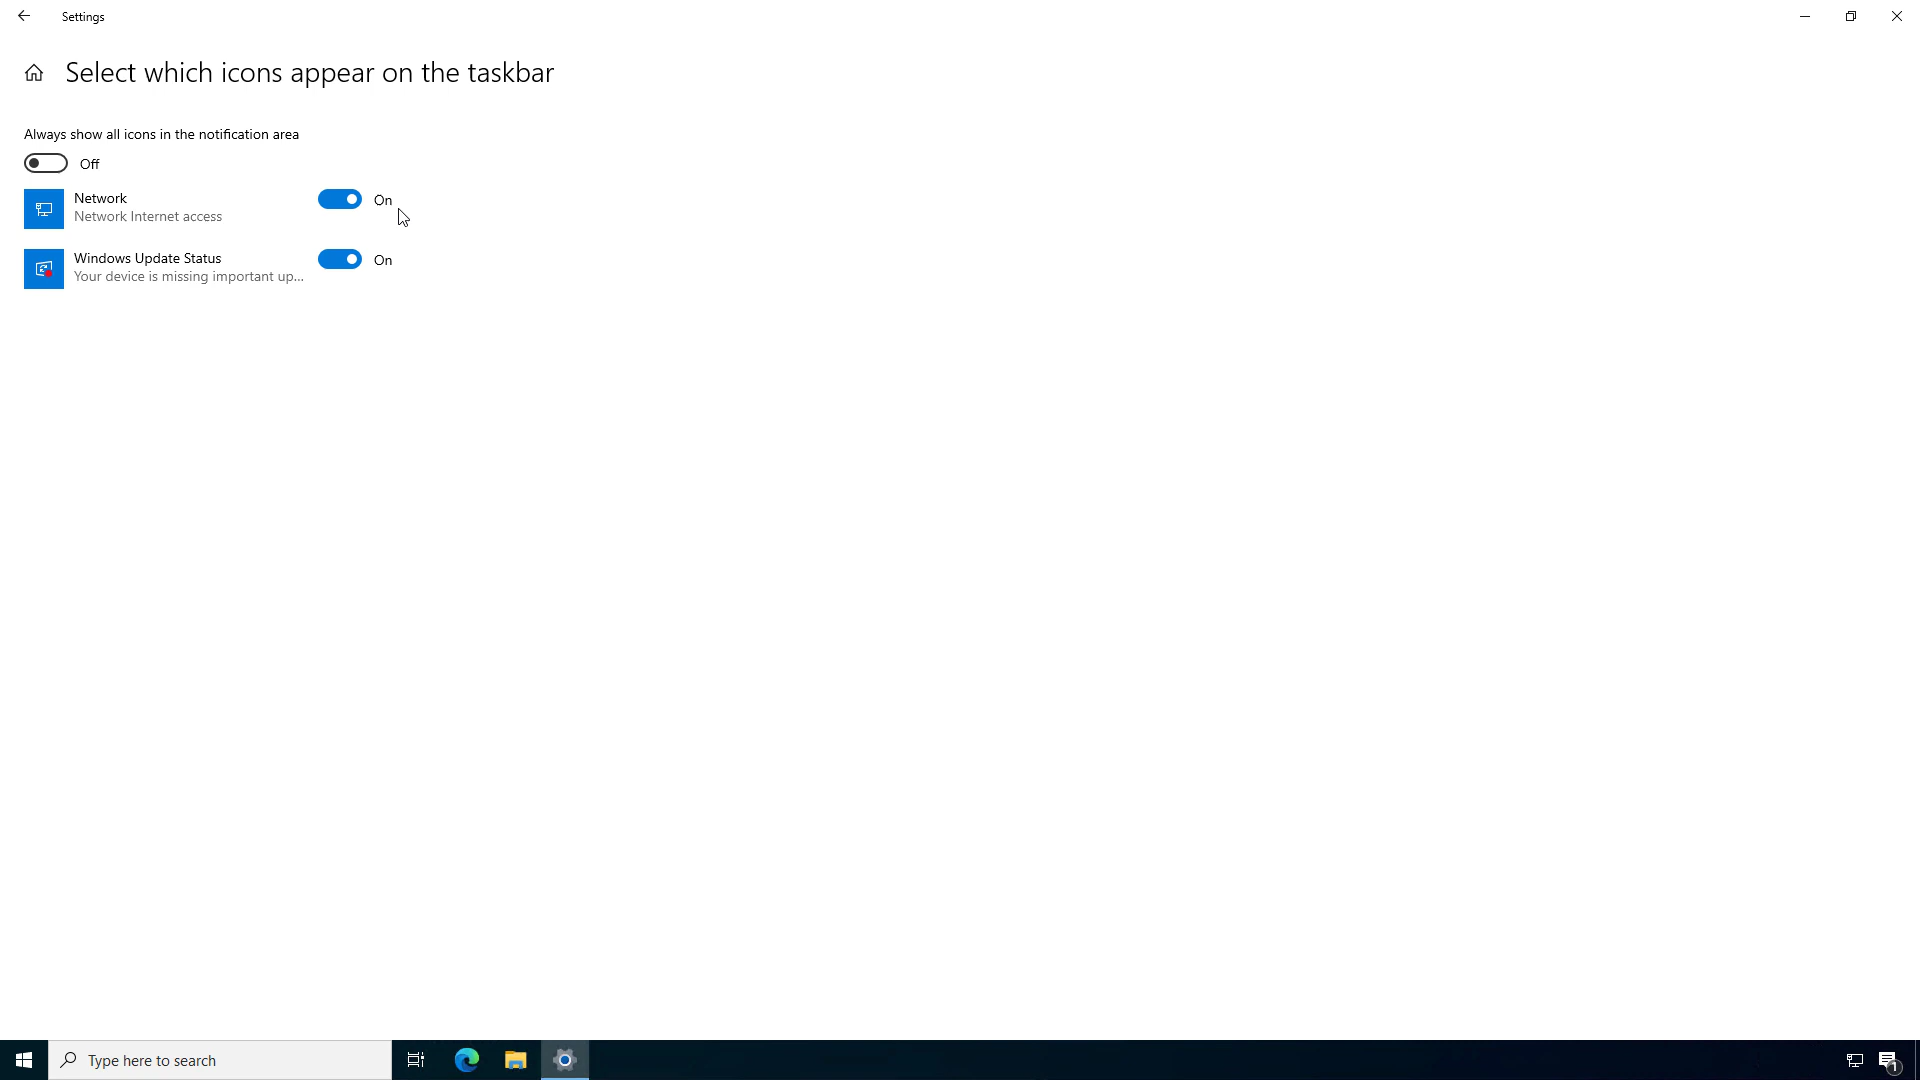 Settings
Select which icons appear on the taskbar
Always show all icons in the notification area
Off
Network
Network Internet access
On
Windows Update Status
Your device is missing important up...
On
Type here to search
1